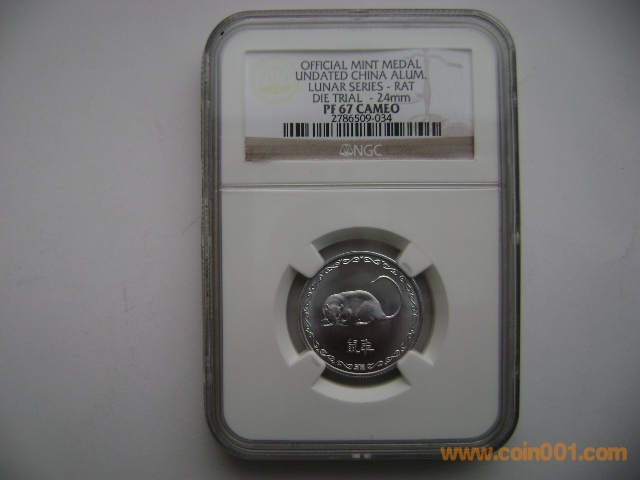 OFFICIAL MINT MEDAL
UNDATED CHINA ALUM.
LUNAR SERIES - RAT
DIE TRIAL - 24mm
PF 67 CAMEO
2786509-034
NGC
鼠年
www.coin001.com